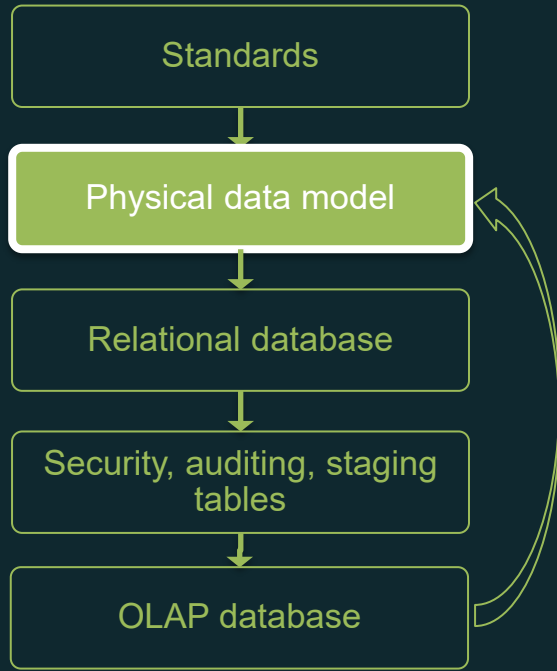 Standards
Physical data model
Relational database
Security, auditing, staging
tables
OLAP database